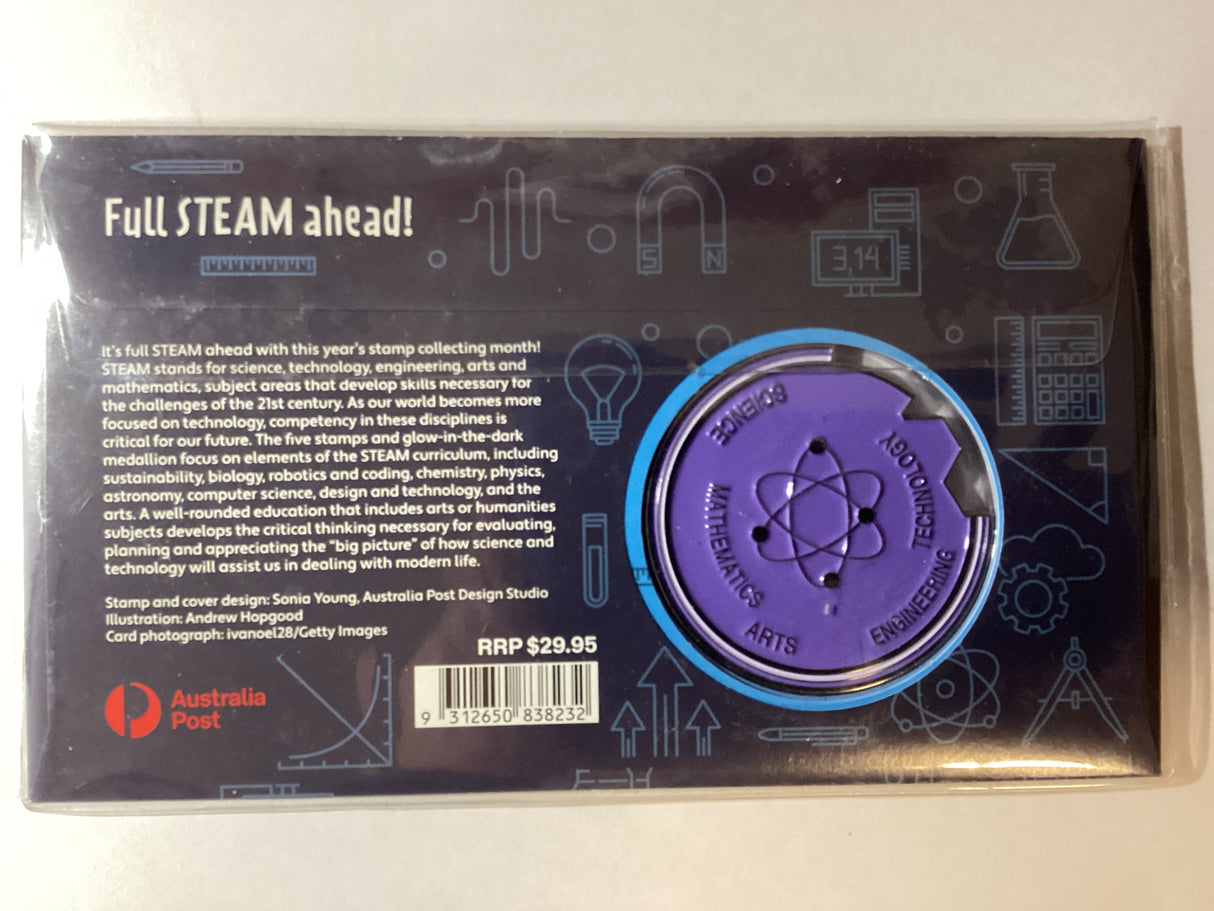 Full STEAM ahead!
S N
3,14
It's full STEAM ahead with this year's stamp collecting month!
STEAM stands for science, technology, engineering, arts and
mathematics, subject areas that develop skills necessary for
the challenges of the 21st century. As our world becomes more
focused on technology, competency in these disciplines is
critical for our future. The five stamps and glow-in-the-dark
medallion focus on elements of the STEAM curriculum, including
sustainability, biology, robotics and coding, chemistry, physics,
astronomy, computer science, design and technology, and the
arts. A well-rounded education that includes arts or humanities
subjects develops the critical thinking necessary for evaluating,
planning and appreciating the "big picture" of how science and
technology will assist us in dealing with modern life.
Stamp and cover design: Sonia Young, Australia Post Design Studio
Illustration: Andrew Hopgood
Card photograph: ivanoel28/Getty Images
RRP $29.95
9 312650 838232
Australia
Post
SCIENCE
TECHNOLOGY
ENGINEERING
ARTS
MATHEMATICS